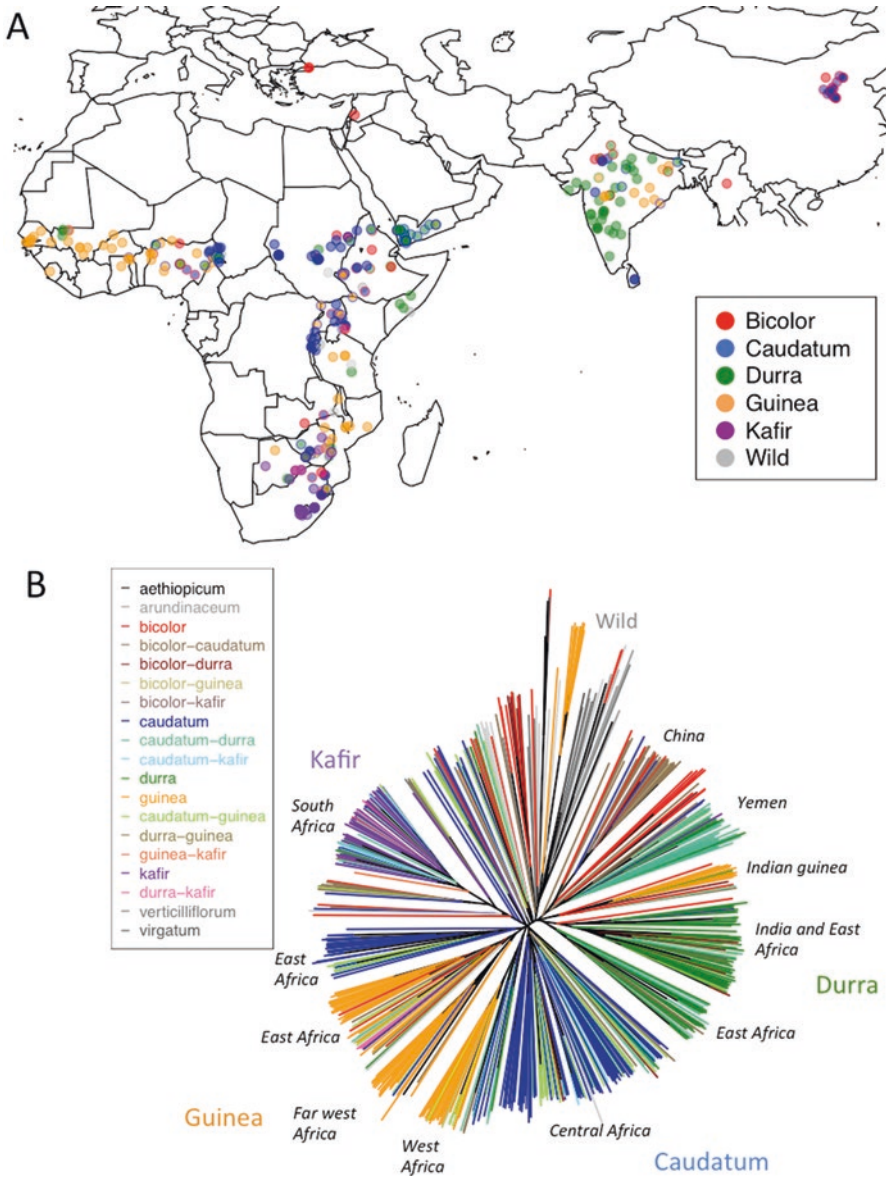 A
Bicolor
Caudatum
Durra
Guinea
Kafir
Wild
B
aethiopicum
arundinaceum
bicolor
bicolor–caudatum
bicolor–durra
bicolor–guinea
bicolor–kafir
caudatum
caudatum–durra
caudatum–kafir
durra
guinea
caudatum–guinea
durra–guinea
guinea–kafir
kafir
durra–kafir
verticilliflorum
virgatum
Wild
China
Kafir
South
Africa
Yemen
Indian guinea
India and East
Africa
East
Africa
Durra
East Africa
East Africa
Guinea
Far west
Africa
West
Africa
Central Africa
Caudatum